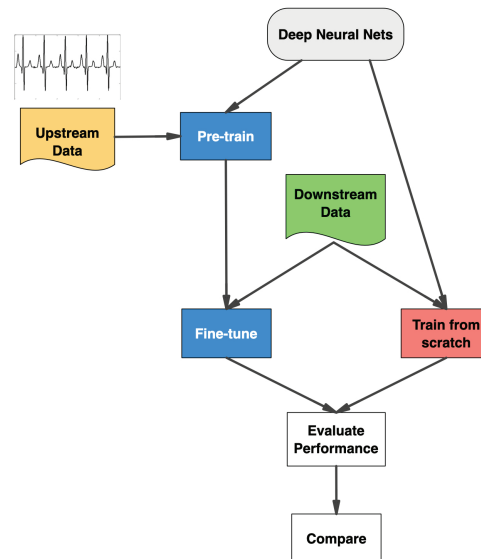 Deep Neural Nets
Upstream
Data
Pre-train
Downstream
Data
Fine-tune
Train from
scratch
Evaluate
Performance
Compare